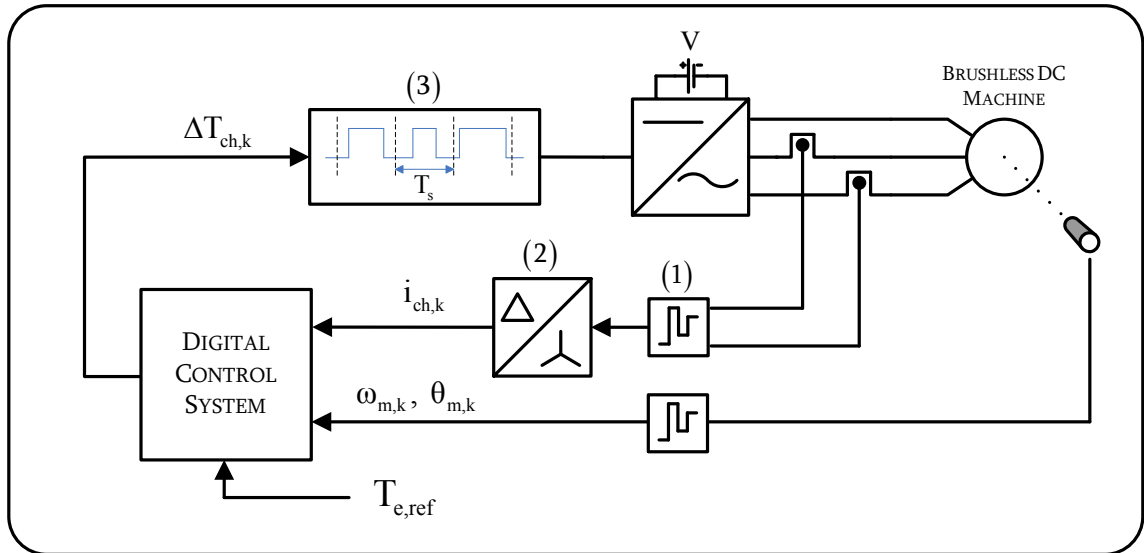 V
BRUSHLESS DC
MACHINE
(3)
ΔT_ch,k
T_s
(2)
(1)
i_ch,k
DIGITAL
CONTROL
SYSTEM
ω_m,k , θ_m,k
T_e,ref